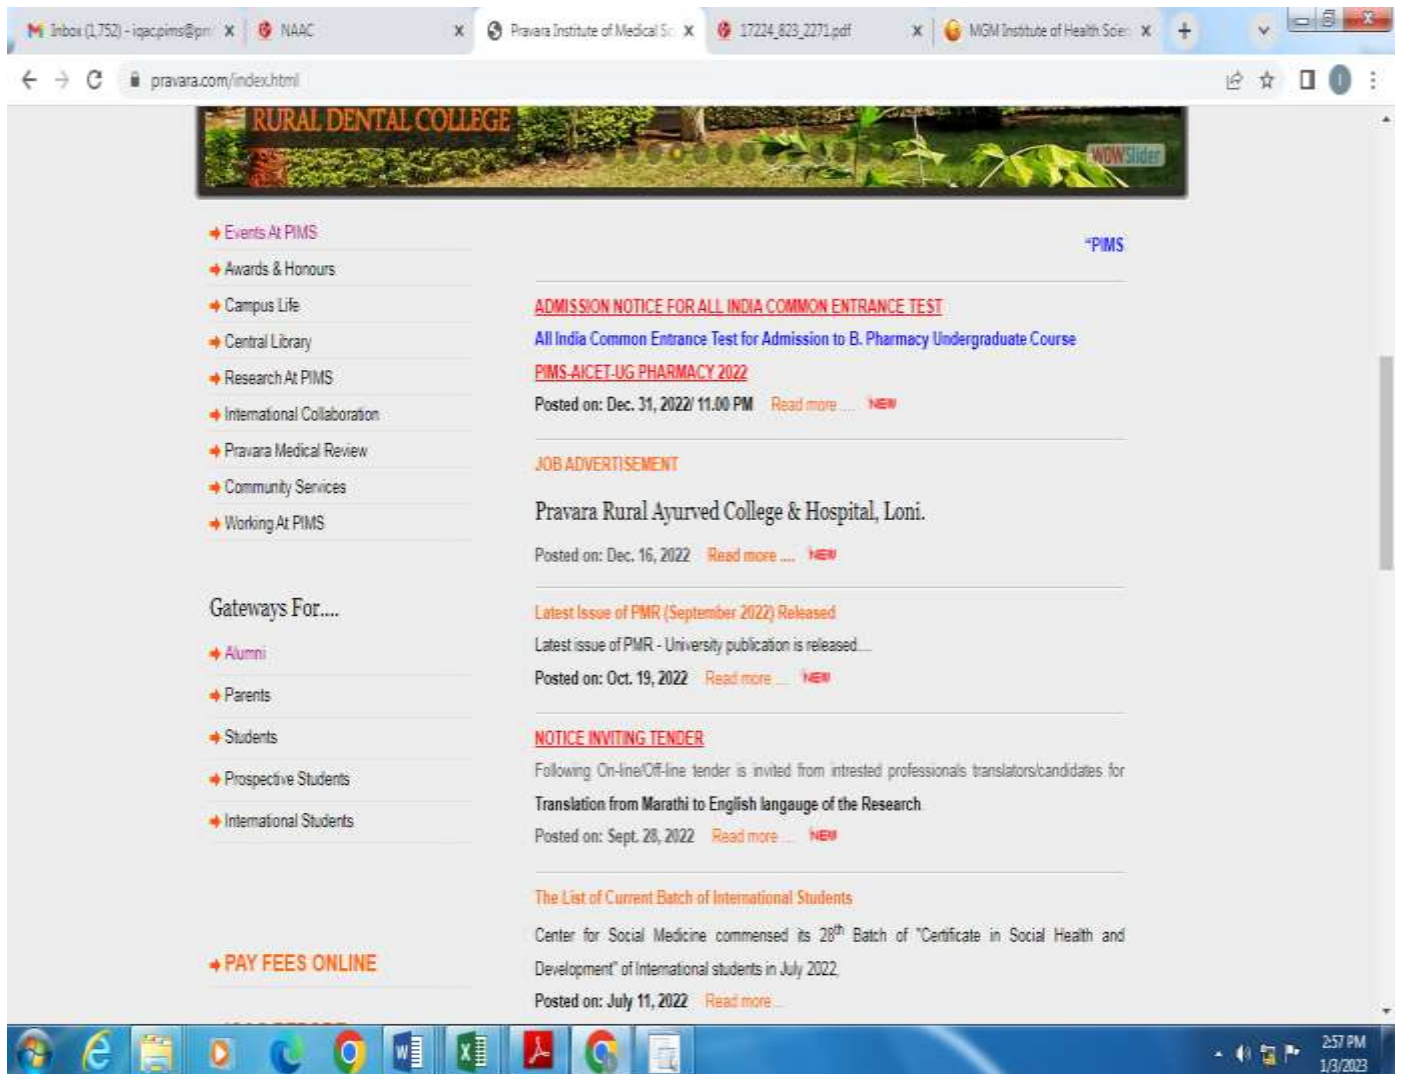 Inbox (1,752) - iqac.pims@pr
NAAC
Pravara Institute of Medical Sc
17224_823_2271.pdf
MGM Institute of Health Scien
pravara.com/index.html
RURAL DENTAL COLLEGE
WOWSlider
Events At PIMS
Awards & Honours
Campus Life
Central Library
Research At PIMS
International Collaboration
Pravara Medical Review
Community Services
Working At PIMS
Gateways For....
Alumni
Parents
Students
Prospective Students
International Students
PAY FEES ONLINE
"PIMS
ADMISSION NOTICE FOR ALL INDIA COMMON ENTRANCE TEST
All India Common Entrance Test for Admission to B. Pharmacy Undergraduate Course
PIMS-AICET-UG PHARMACY 2022
Posted on: Dec. 31, 2022/ 11.00 PM Read more .... NEW
JOB ADVERTISEMENT
Pravara Rural Ayurved College & Hospital, Loni.
Posted on: Dec. 16, 2022 Read more .... NEW
Latest Issue of PMR (September 2022) Released
Latest issue of PMR - University publication is released....
Posted on: Oct. 19, 2022 Read more .... NEW
NOTICE INVITING TENDER
Following On-line/Off-line tender is invited from intrested professionals translators/candidates for
Translation from Marathi to English langauge of the Research
Posted on: Sept. 28, 2022 Read more .... NEW
The List of Current Batch of International Students
Center for Social Medicine commensed its 28th Batch of "Certificate in Social Health and
Development" of International students in July 2022,
Posted on: July 11, 2022 Read more ...
2:57 PM
1/3/2023